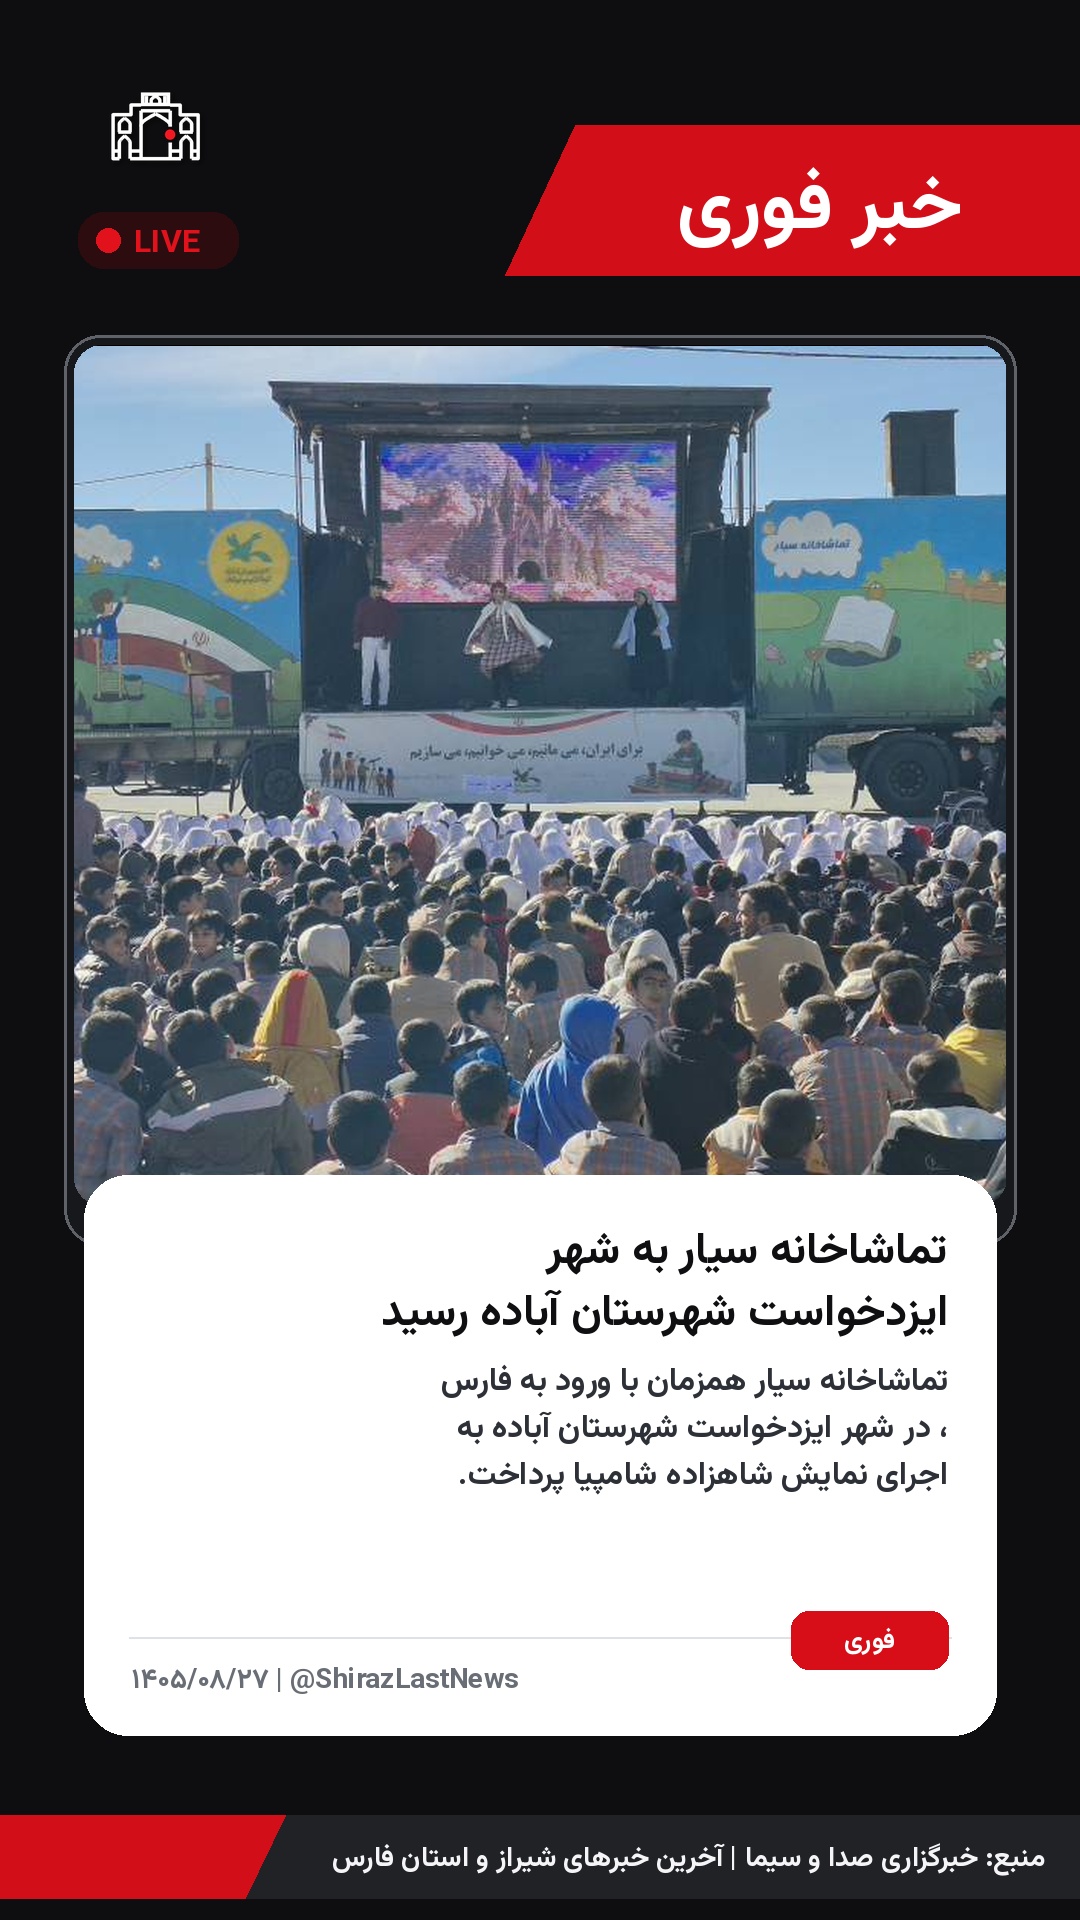 خبر فوری
LIVE
تماشاخانه سیار
برای ایران، می مانیم، می خوانیم، می سازیم
تماشاخانه سیار به شهر
ایزدخواست شهرستان آباده رسید
تماشاخانه سیار همزمان با ورود به فارس
، در شهر ایزدخواست شهرستان آباده به
اجرای نمایش شاهزاده شامپیا پرداخت.
فوری
۱۴۰۵/۰۸/۲۷ | @ShirazLastNews
منبع: خبرگزاری صدا و سیما | آخرین خبرهای شیراز و استان فارس